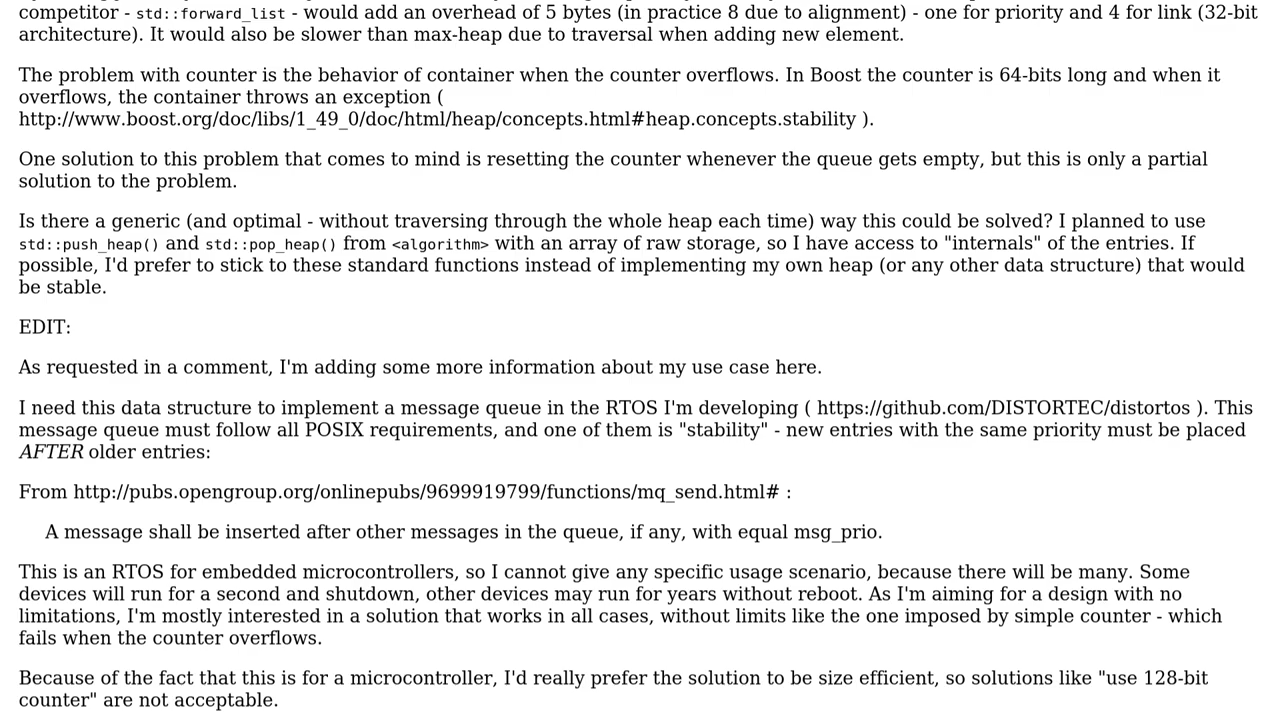 competitor - std::forward_list - would add an overhead of 5 bytes (in practice 8 due to alignment) - one for priority and 4 for link (32-bit
architecture). It would also be slower than max-heap due to traversal when adding new element.
The problem with counter is the behavior of container when the counter overflows. In Boost the counter is 64-bits long and when it
overflows, the container throws an exception (
http://www.boost.org/doc/libs/1_49_0/doc/html/heap/concepts.html#heap.concepts.stability ).
One solution to this problem that comes to mind is resetting the counter whenever the queue gets empty, but this is only a partial
solution to the problem.
Is there a generic (and optimal - without traversing through the whole heap each time) way this could be solved? I planned to use
std::push_heap() and std::pop_heap() from <algorithm> with an array of raw storage, so I have access to "internals" of the entries. If
possible, I'd prefer to stick to these standard functions instead of implementing my own heap (or any other data structure) that would
be stable.
EDIT:
As requested in a comment, I'm adding some more information about my use case here.
I need this data structure to implement a message queue in the RTOS I'm developing ( https://github.com/DISTORTEC/distortos ). This
message queue must follow all POSIX requirements, and one of them is "stability" - new entries with the same priority must be placed
AFTER older entries:
From http://pubs.opengroup.org/onlinepubs/9699919799/functions/mq_send.html# :
A message shall be inserted after other messages in the queue, if any, with equal msg_prio.
This is an RTOS for embedded microcontrollers, so I cannot give any specific usage scenario, because there will be many. Some
devices will run for a second and shutdown, other devices may run for years without reboot. As I'm aiming for a design with no
limitations, I'm mostly interested in a solution that works in all cases, without limits like the one imposed by simple counter - which
fails when the counter overflows.
Because of the fact that this is for a microcontroller, I'd really prefer the solution to be size efficient, so solutions like "use 128-bit
counter" are not acceptable.